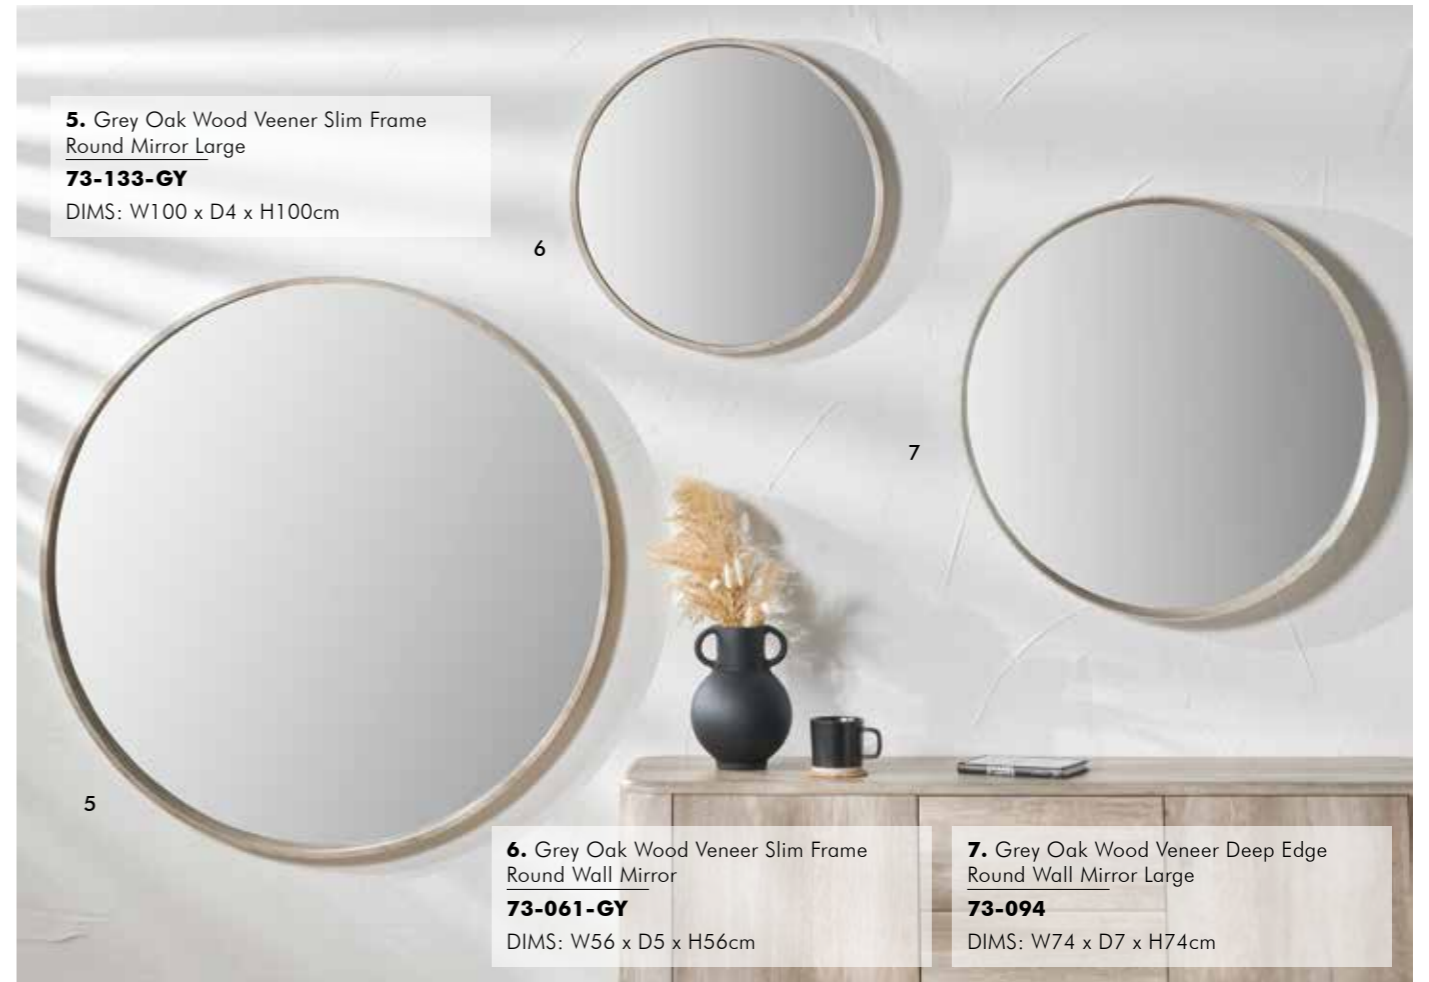 5. Grey Oak Wood Veener Slim Frame
Round Mirror Large
73-133-GY
DIMS: W100 x D4 x H100cm
6
7
5
6. Grey Oak Wood Veneer Slim Frame
Round Wall Mirror
73-061-GY
DIMS: W56 x D5 x H56cm
7. Grey Oak Wood Veneer Deep Edge
Round Wall Mirror Large
73-094
DIMS: W74 x D7 x H74cm